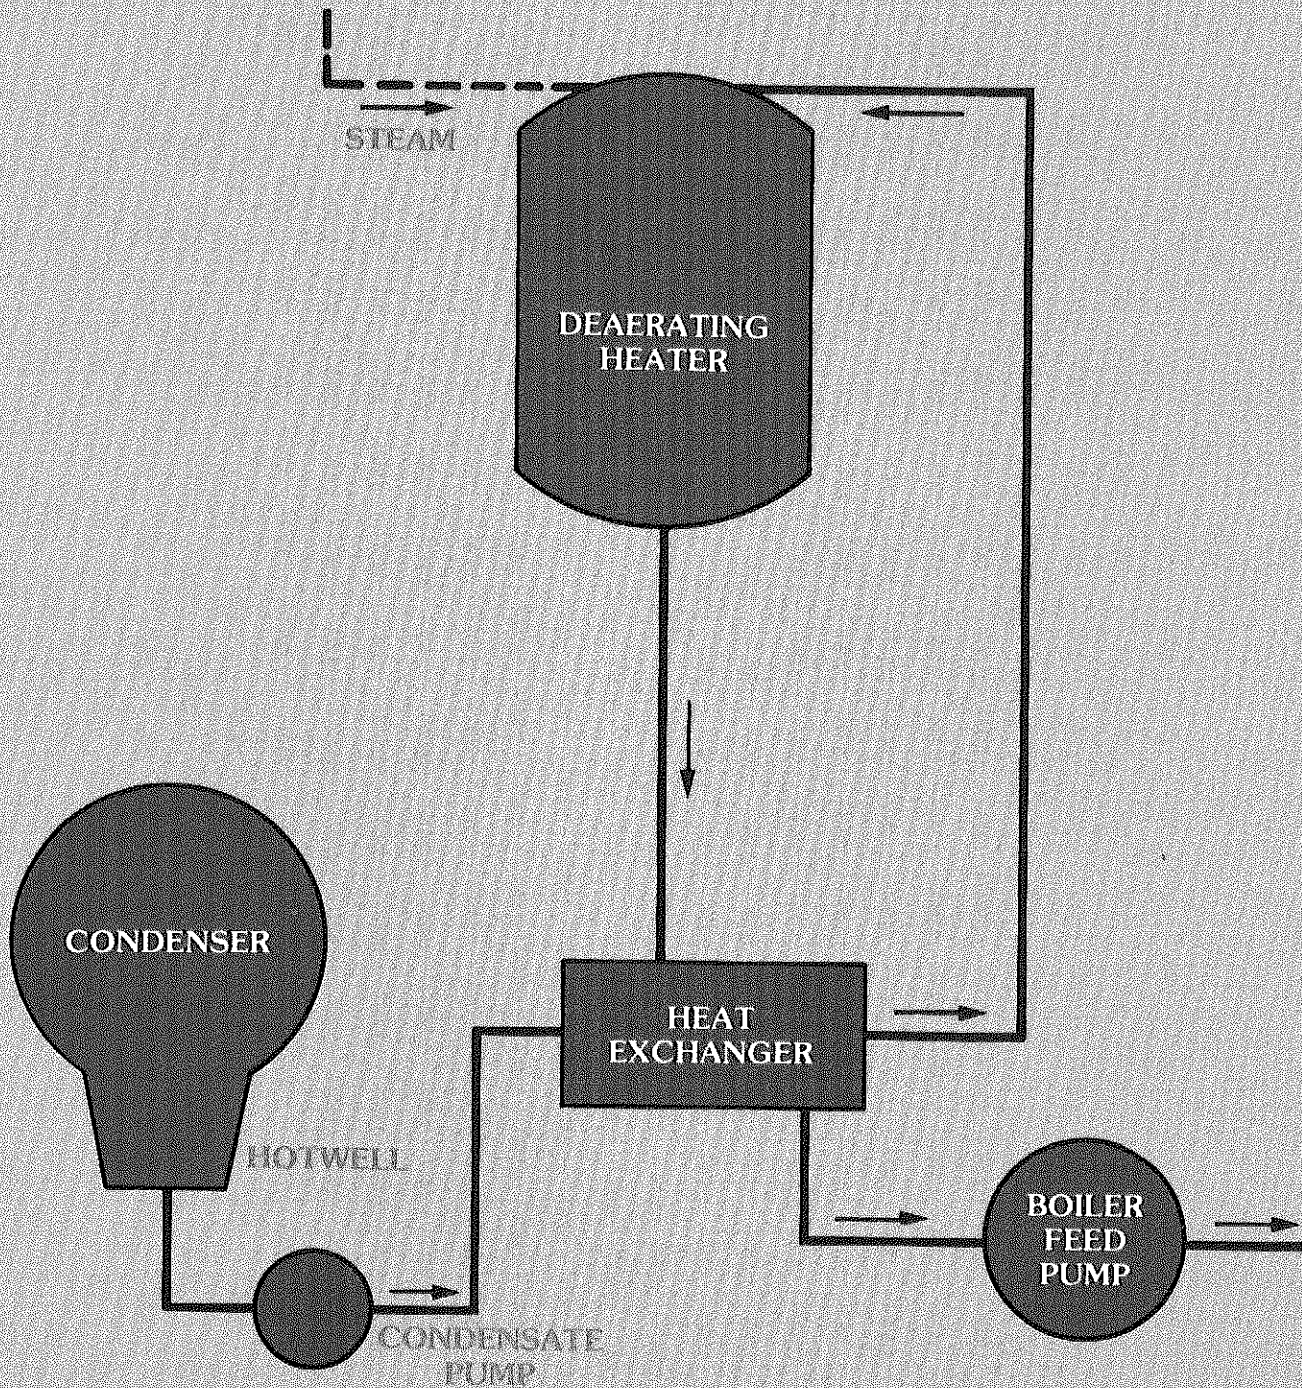 STEAM
DEAERATING
HEATER
CONDENSER
HEAT
EXCHANGER
HOTWELL
BOILER
FEED
PUMP
CONDENSATE
PUMP